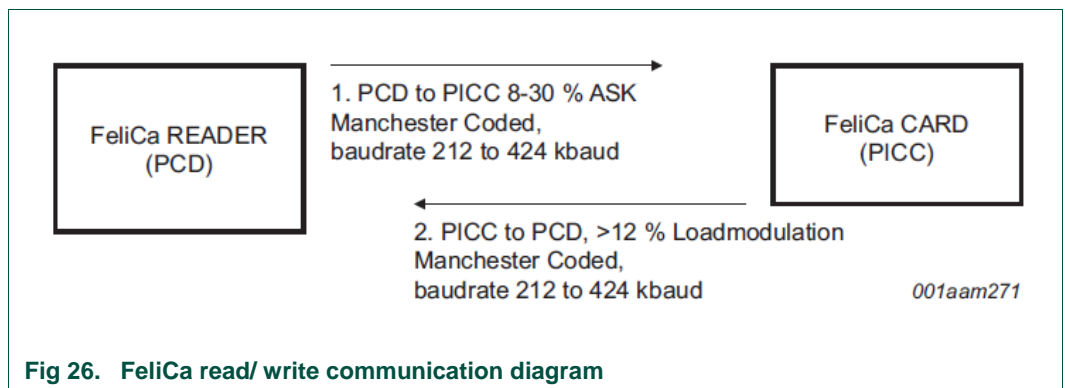 FeliCa READER
(PCD)
1. PCD to PICC 8-30 % ASK
Manchester Coded,
baudrate 212 to 424 kbaud
FeliCa CARD
(PICC)
2. PICC to PCD, >12 % Loadmodulation
Manchester Coded,
baudrate 212 to 424 kbaud
001aam271
Fig 26. FeliCa read/ write communication diagram